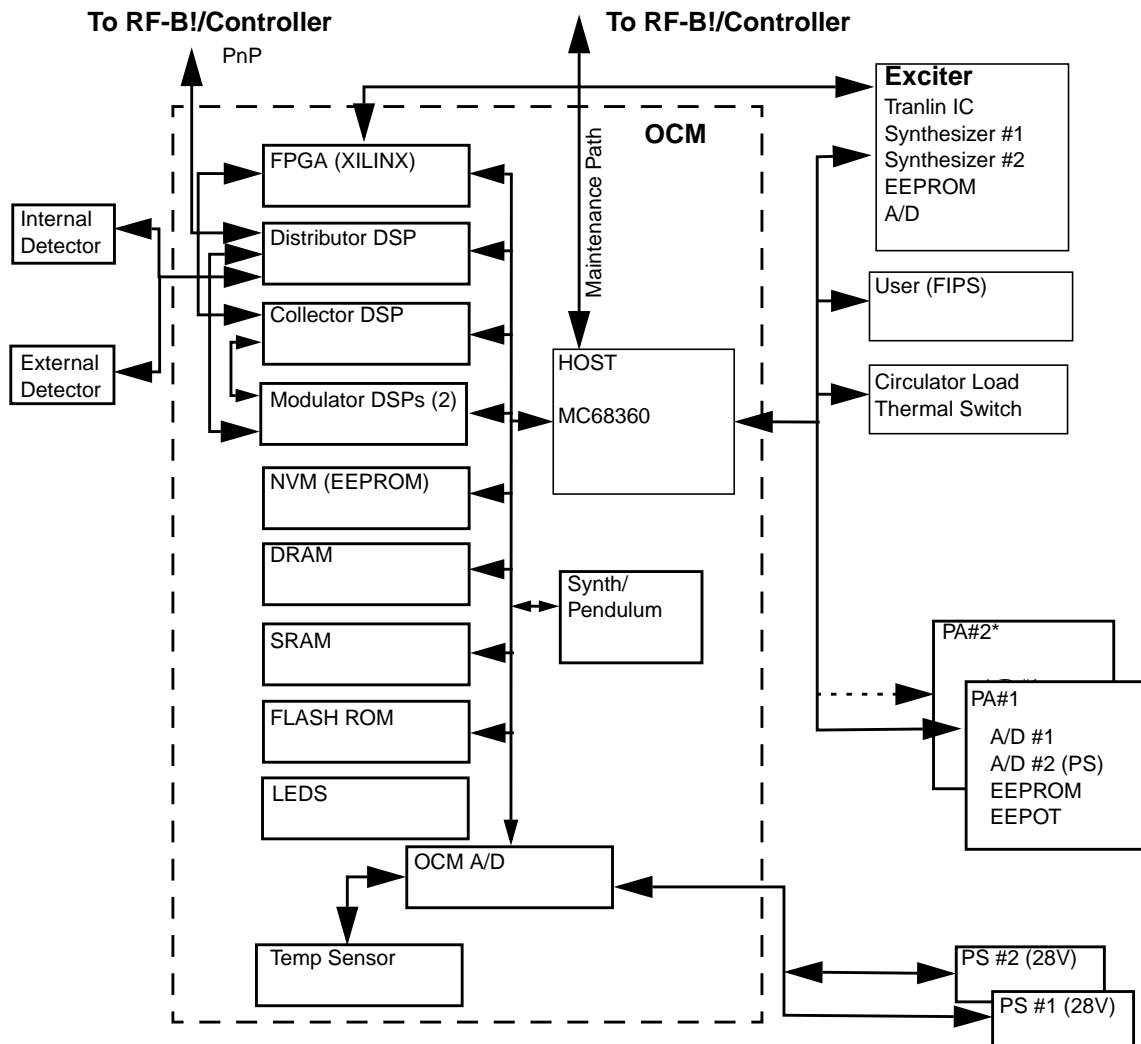 To RF-B!/Controller
To RF-B!/Controller
PnP
Exciter
Tranlin IC
Synthesizer #1
Synthesizer #2
EEPROM
A/D
OCM
Maintenance Path
FPGA (XILINX)
Internal
Detector
Distributor DSP
User (FIPS)
Collector DSP
External
Detector
HOST
MC68360
Circulator Load
Thermal Switch
Modulator DSPs (2)
NVM (EEPROM)
DRAM
Synth/
Pendulum
SRAM
PA#2*
PA#1
A/D #1
A/D #2 (PS)
EEPROM
EEPOT
FLASH ROM
LEDS
OCM A/D
Temp Sensor
PS #2 (28V)
PS #1 (28V)